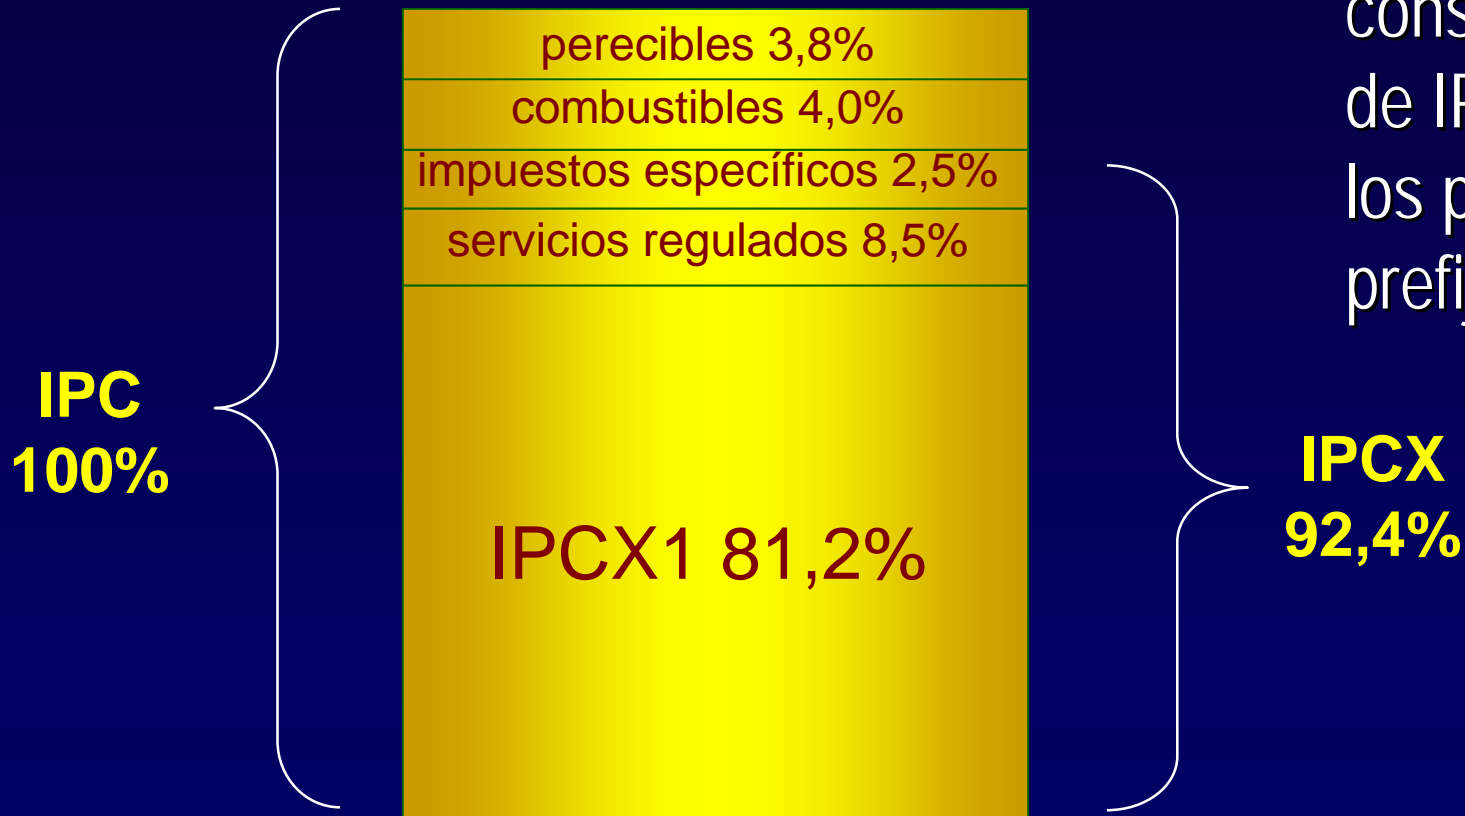 perecibles 3,8%
combustibles 4,0%
impuestos específicos 2,5%
servicios regulados 8,5%
IPC
100%
IPCX1 81,2%
IPCX
92,4%
de
los